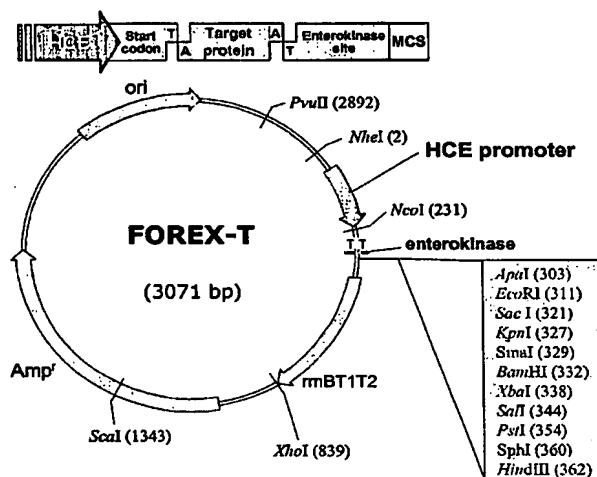 Start codon
T
A
Target protein
A
T
Enterokinase site
MCS
ori
PvuII (2892)
NheI (2)
HCE promoter
NcoI (231)
T T
enterokinase
FOREX-T
(3071 bp)
ApaI (303)
EcoRI (311)
Sac I (321)
KpnI (327)
SmaI (329)
BamHI (332)
XbaI (338)
SalI (344)
PstI (354)
SphI (360)
HindIII (362)
Ampr
rrnBT1T2
ScaI (1343)
XhoI (839)